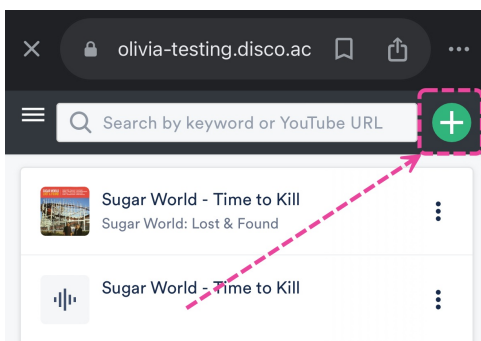 olivia-testing.disco.ac
Search by keyword or YouTube URL
Sugar World - Time to Kill
Sugar World: Lost & Found
Sugar World - Time to Kill